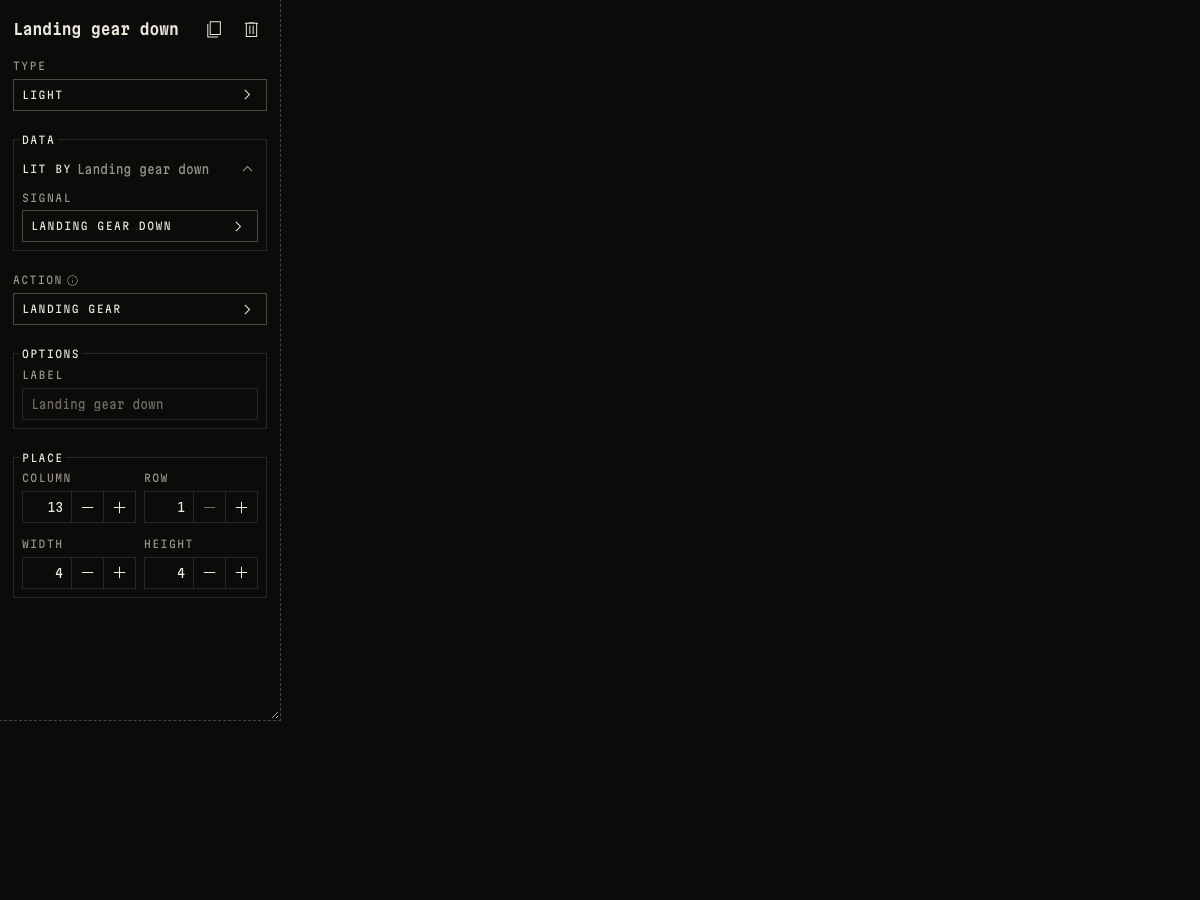 Landing gear down
TYPE
LIGHT
DATA
LIT BY Landing gear down
SIGNAL
LANDING GEAR DOWN
ACTION
LANDING GEAR
OPTIONS
LABEL
Landing gear down
PLACE
COLUMN ROW
13 1
WIDTH HEIGHT
4 4